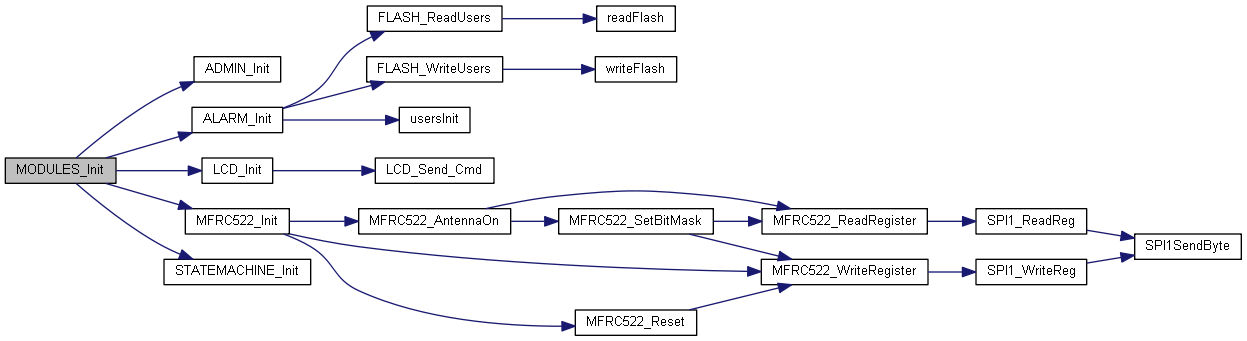 FLASH_ReadUsers
readFlash
ADMIN_Init
FLASH_WriteUsers
writeFlash
ALARM_Init
usersInit
MODULES_Init
LCD_Init
LCD_Send_Cmd
MFRC522_Init
MFRC522_AntennaOn
MFRC522_SetBitMask
MFRC522_ReadRegister
SPI1_ReadReg
SPI1SendByte
STATEMACHINE_Init
MFRC522_WriteRegister
SPI1_WriteReg
MFRC522_Reset